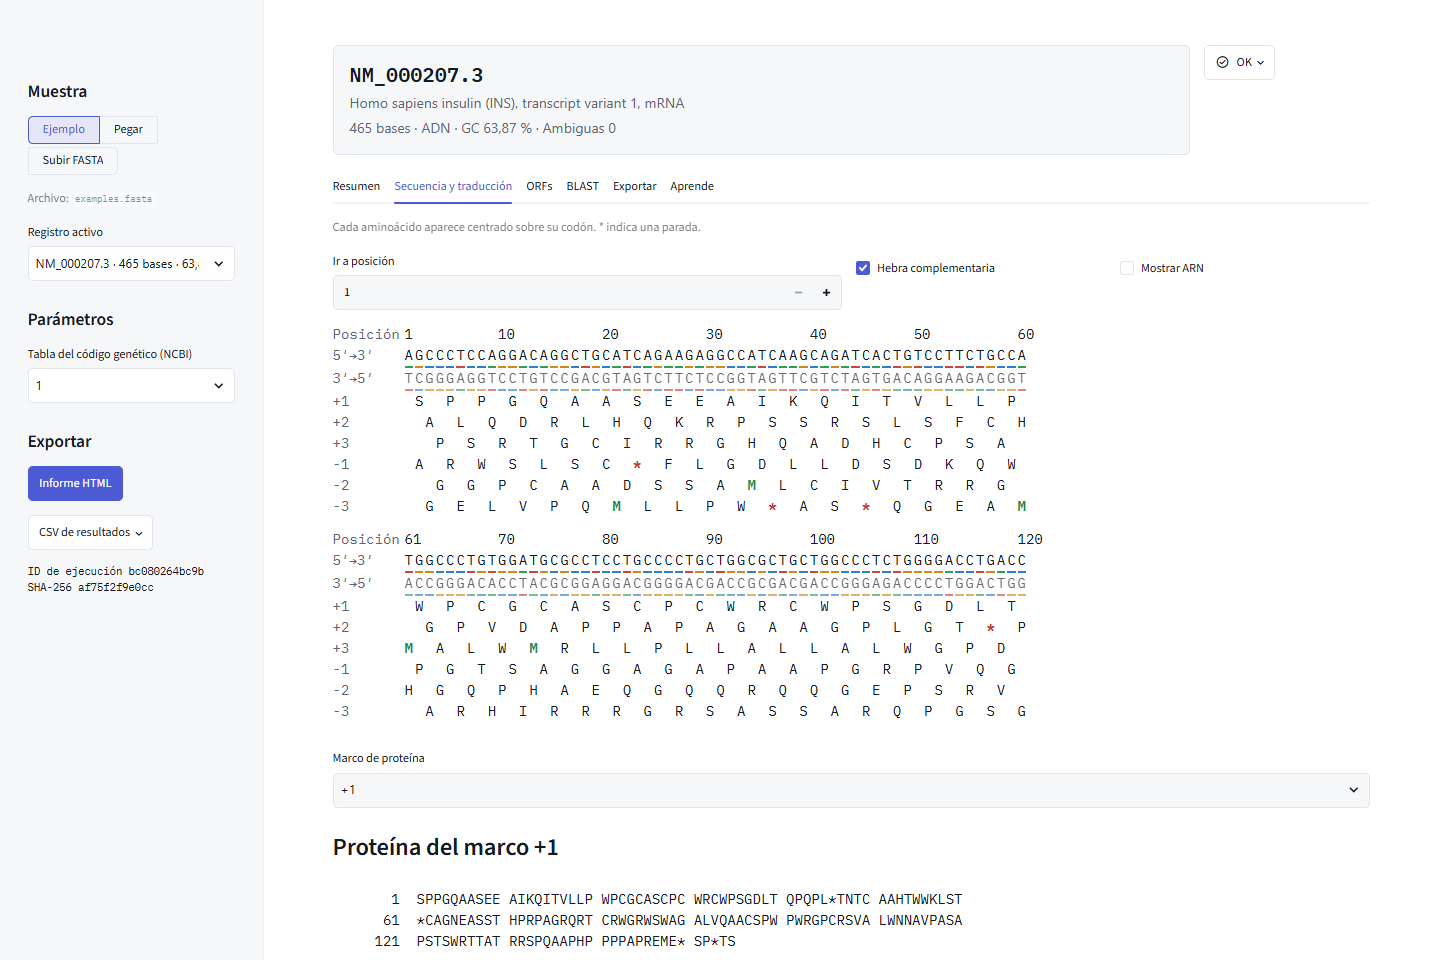 Muestra
Ejemplo
Pegar
Subir FASTA
Archivo: examples.fasta
Registro activo
NM_000207.3 · 465 bases · 63,
Parámetros
Tabla del código genético (NCBI)
1
Exportar
Informe HTML
CSV de resultados
ID de ejecución bc080264bc9b
SHA-256 af75f2f9e0cc
NM_000207.3
Homo sapiens insulin (INS), transcript variant 1, mRNA
465 bases · ADN · GC 63,87 % · Ambiguas 0
OK
Resumen Secuencia y traducción ORFs BLAST Exportar Aprende
Cada aminoácido aparece centrado sobre su codón. * indica una parada.
Ir a posición
1
Hebra complementaria
Mostrar ARN
Posición 1 10 20 30 40 50 60
5′→3′ AGCCCTCCAGGACAGGCTGCATCAGAAGAGGCCATCAAGCAGATCACTGTCCTTCTGCCA
3′→5′ TCGGGAGGTCCTGTCCGACGTAGTCTTCTCCGGTAGTTCGTCTAGTGACAGGAAGACGGT
+1 S P P G Q A A S E E A I K Q I T V L L P
+2 A L Q D R L H Q K R P S S R S L S F C H
+3 P S R T G C I R R G H Q A D H C P S A
-1 A R W S L S C * F L G D L L D S D K Q W
-2 G G P C A A D S S A M L C I V T R R G
-3 G E L V P Q M L L P W * A S * Q G E A M
Posición 61 70 80 90 100 110 120
5′→3′ TGGCCCTGTGGATGCGCCTCCTGCCCCTGCTGGCGCTGCTGGCCCTCTGGGGACCTGACC
3′→5′ ACCGGGACACCTACGCGGAGGACGGGGACGACCGCGACGACCGGGAGACCCCTGGACTGG
+1 W P C G C A S C P C W R C W P S G D L T
+2 G P V D A P P A P A G A A G P L G T * P
+3 M A L W M R L L P L L A L L A L W G P D
-1 P G T S A G G A G A P A A P G R P V Q G
-2 H G Q P H A E Q G Q Q R Q Q G E P S R V
-3 A R H I R R R G R S A S S A R Q P G S G
Marco de proteína
+1
Proteína del marco +1
1 SPPGQAASEE AIKQITVLLP WPCGCASCPC WRCWPSGDLT QPQPL*TNTC AAHTWWKLST
61 *CAGNEASST HPRPAGRQRT CRWGRWSWAG ALVQAACSPW PWRGPCRSVA LWNNAVPASA
121 PSTSWRTTAT RRSPQAAPHP PPPAPREME* SP*TS